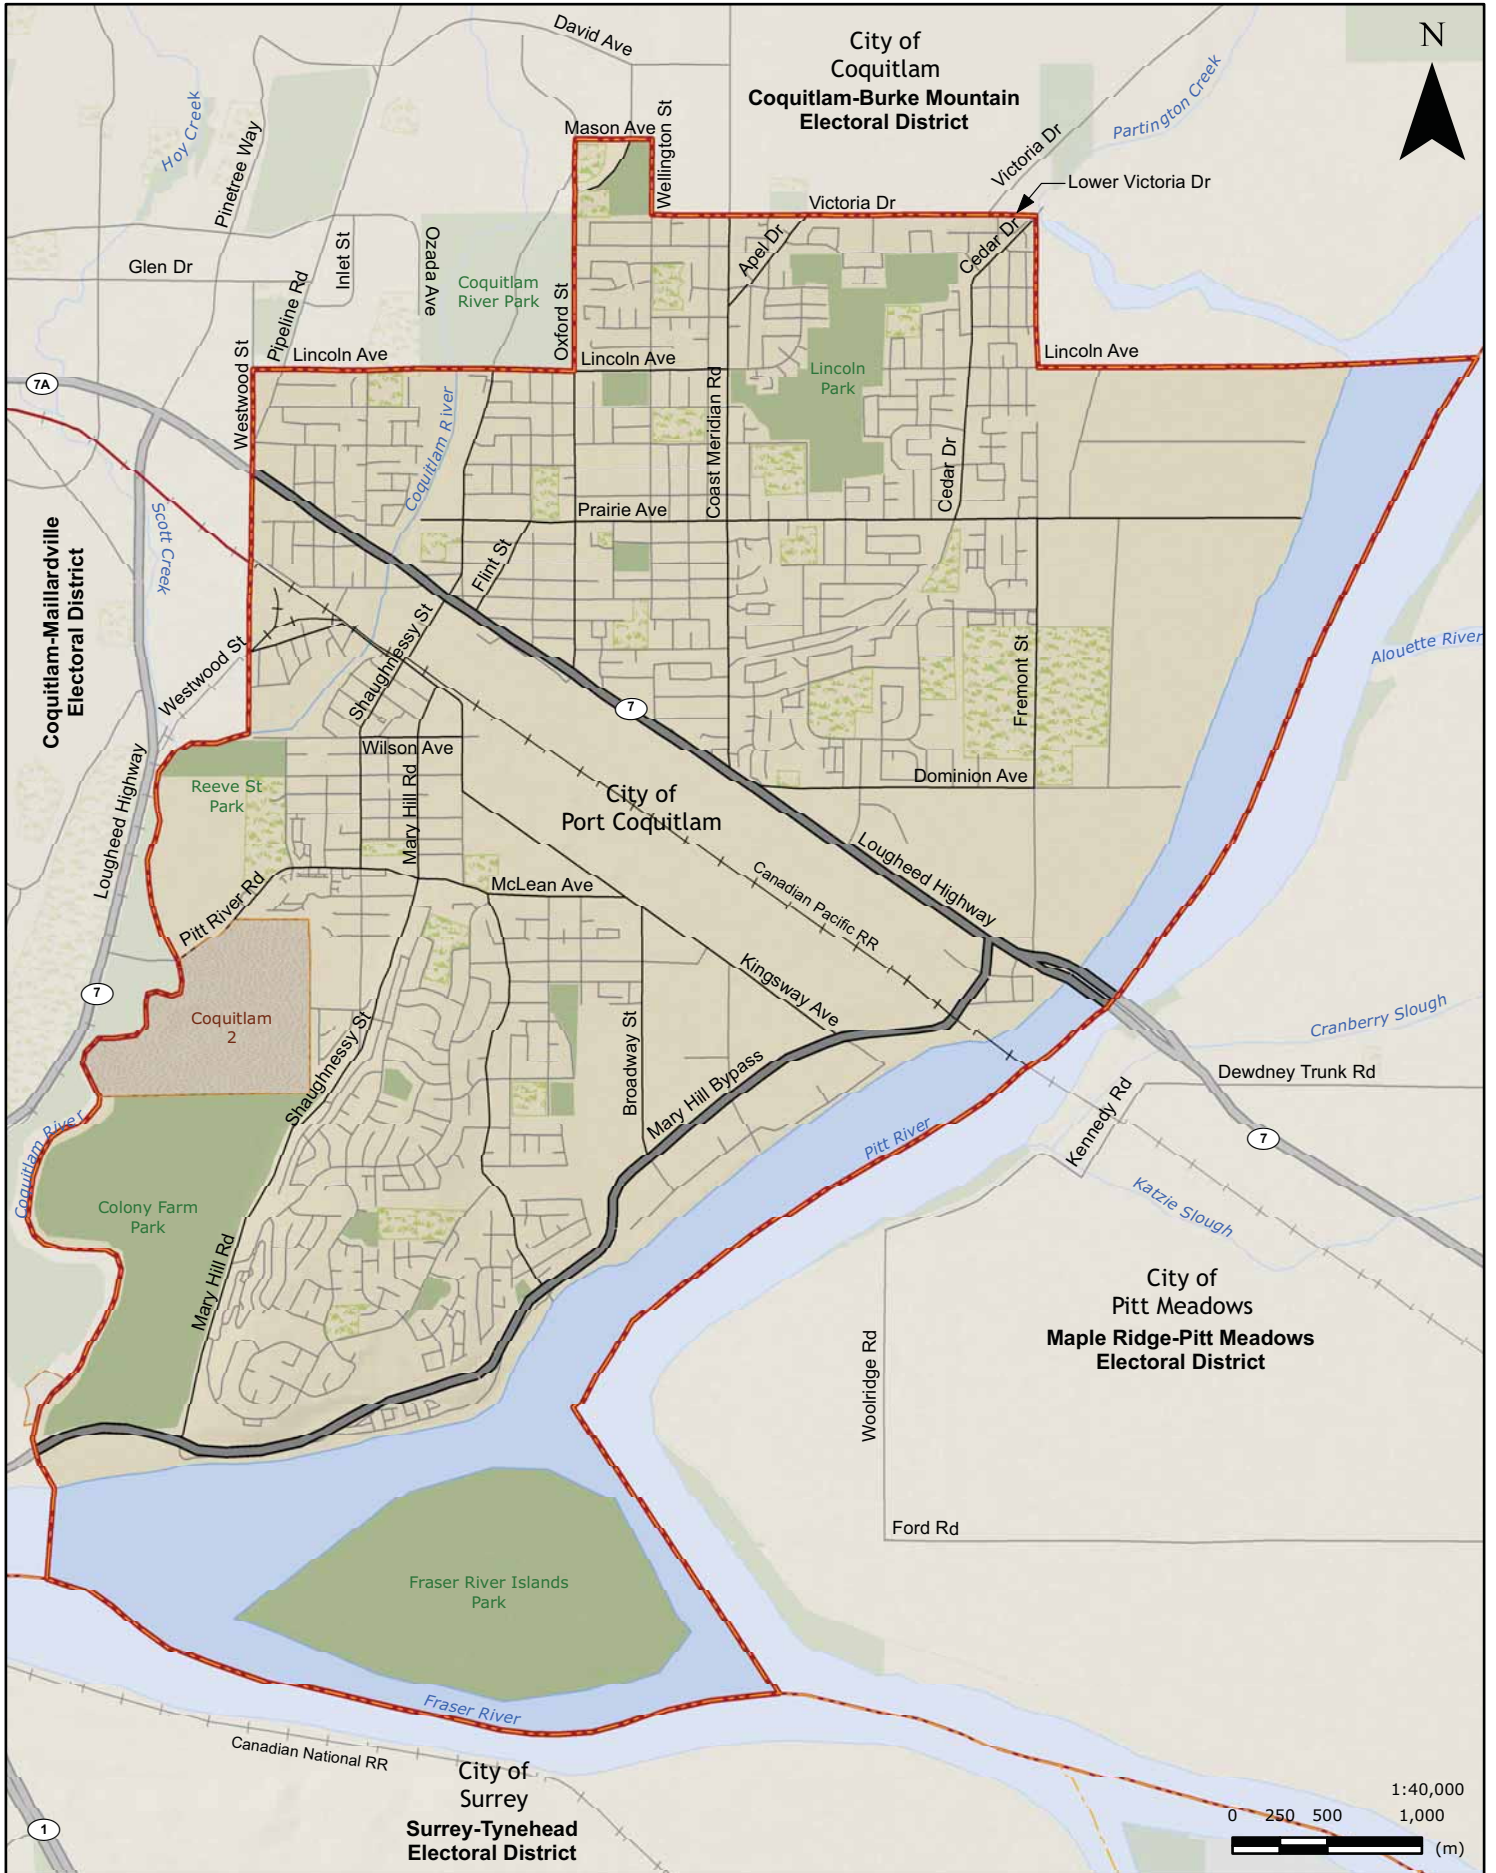 David Ave
City of
Coquitlam
Coquitlam-Burke Mountain
Electoral District
N
Hoy Creek
Pinetree Way
Mason Ave
Wellington St
Partington Creek
Victoria Dr
Lower Victoria Dr
Victoria Dr
Glen Dr
Inlet St
Ozada Ave
Coquitlam
River Park
Oxford St
Apel Dr
Cedar Dr
Pipeline Rd
Westwood St
Lincoln Ave
Lincoln Ave
Lincoln Ave
7A
Coast Meridian Rd
Lincoln
Park
Coquitlam River
Cedar Dr
Prairie Ave
Scott Creek
Coquitlam-Maillardville
Electoral District
Flint St
Shaughnessy St
Westwood St
Fremont St
Alouette River
7
Wilson Ave
Mary Hill Rd
Dominion Ave
Reeve St
Park
City of
Port Coquitlam
Lougheed Highway
Lougheed Highway
McLean Ave
Canadian Pacific RR
Pitt River Rd
Kingsway Ave
7
Coquitlam
2
Shaughnessy St
Broadway St
Mary Hill Bypass
Cranberry Slough
Dewdney Trunk Rd
Kennedy Rd
7
Pitt River
Coquitlam River
Katzie Slough
Colony Farm
Park
Mary Hill Rd
City of
Pitt Meadows
Maple Ridge-Pitt Meadows
Electoral District
Woolridge Rd
Ford Rd
Fraser River Islands
Park
Fraser River
Canadian National RR
City of
Surrey
Surrey-Tynehead
Electoral District
1
1:40,000
0 250 500 1,000
(m)